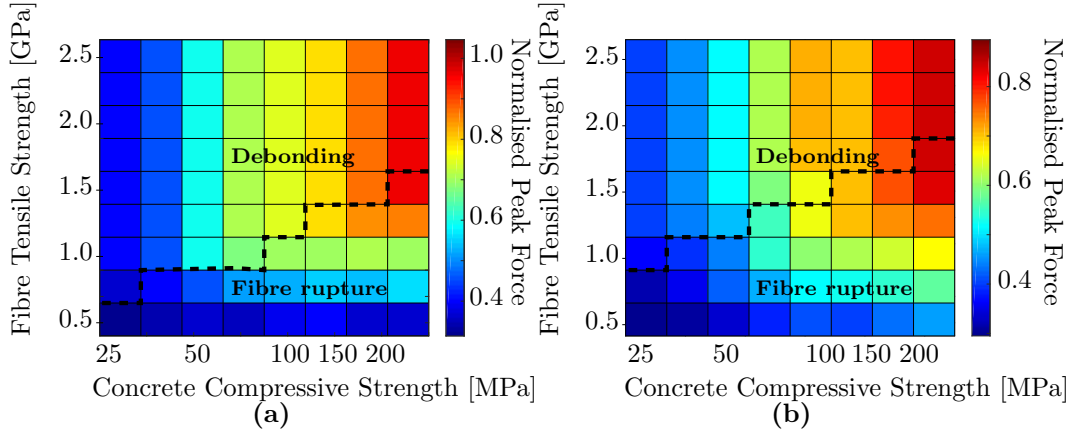 Fibre Tensile Strength [GPa]
2.5
2.0
1.5
1.0
0.5
Debonding
Fibre rupture
25 50 100 150 200
Concrete Compressive Strength [MPa]
(a)
1.0
0.8
0.6
0.4
Normalised Peak Force
Fibre Tensile Strength [GPa]
2.5
2.0
1.5
1.0
0.5
Debonding
Fibre rupture
25 50 100 150 200
Concrete Compressive Strength [MPa]
(b)
0.8
0.6
0.4
Normalised Peak Force